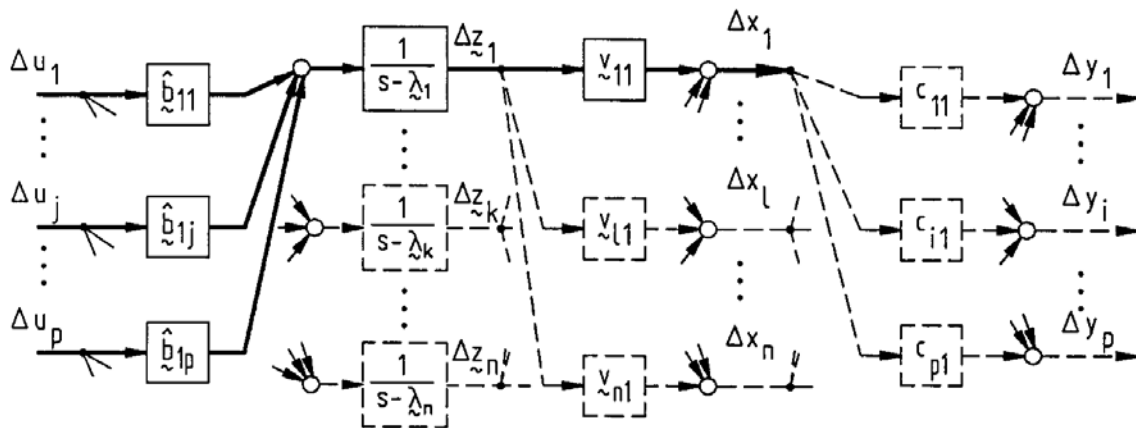 Δu₁ b̂₁₁ 1/(s-λ₁) Δz₁ v₁₁ Δx₁ c₁₁ Δy₁
Δuⱼ b̂₁ⱼ 1/(s-λₖ) Δzₖ vₗ₁ Δxₗ cᵢ₁ Δyᵢ
Δuₚ b̂₁ₚ 1/(s-λₙ) Δzₙ vₙ₁ Δxₙ cₚ₁ Δyₚ